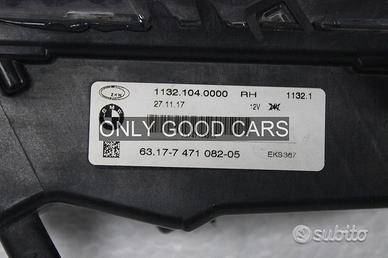 1132.104.0000 RH 1132.1
27.11.17 12V
BMW
ONLY GOOD CARS
63.17-7 471 082-05 EKS367
subito